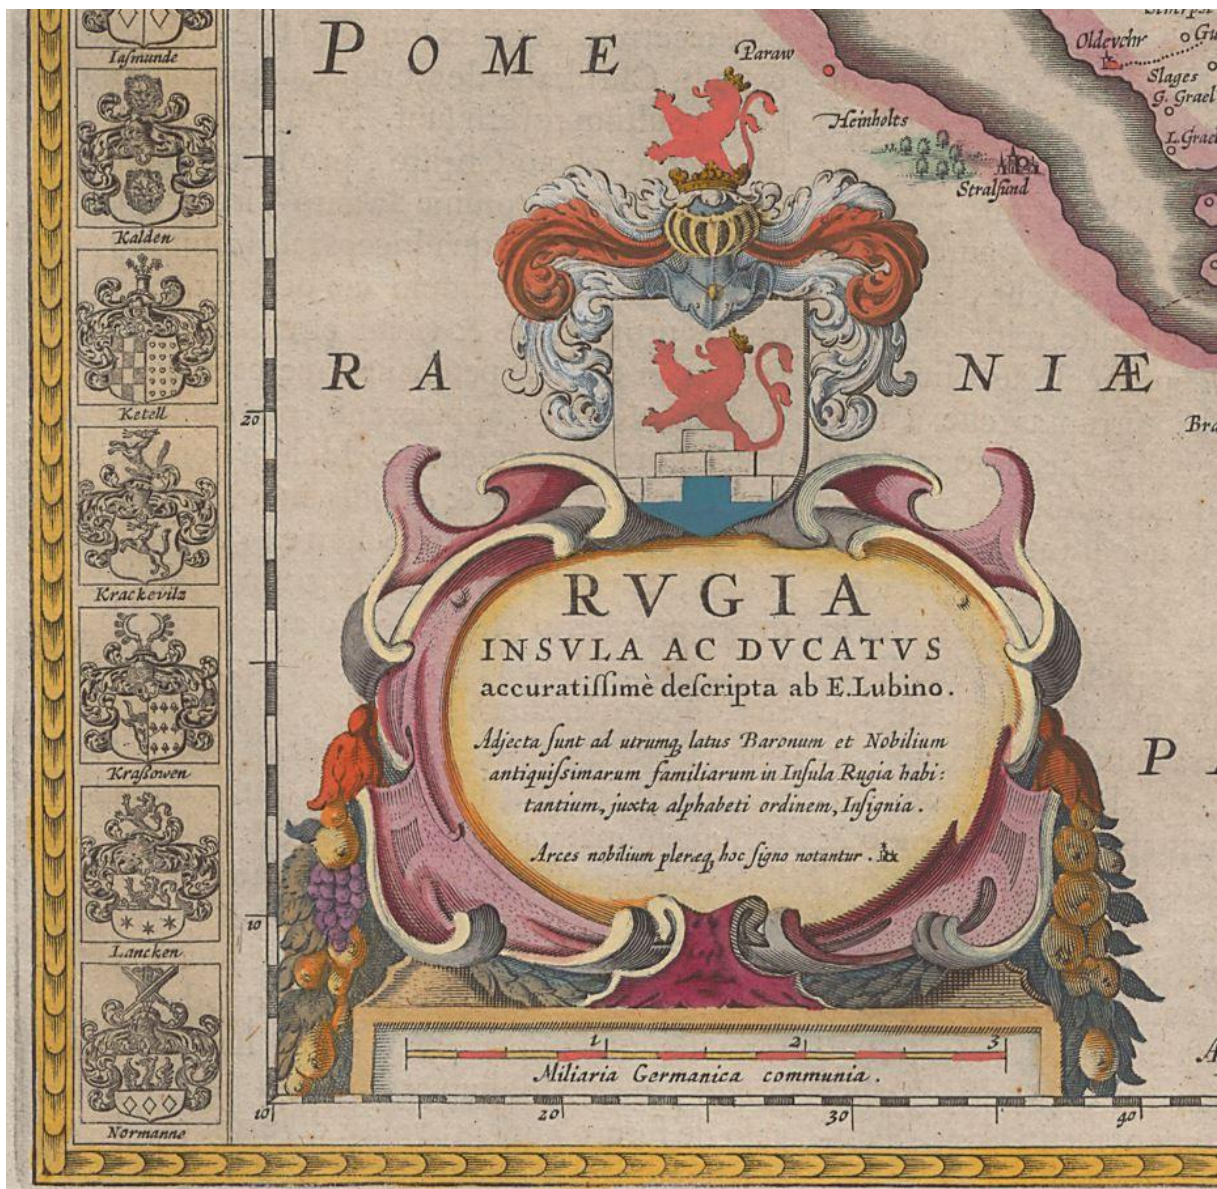 Iasmunde
Kalden
Ketell
Krackevilz
Kraßowen
Lancken
Normanne
POME
RA NIÆ
Paraw
Heinholts
Stralſund
Oldevehr
Slages
G. Grael
L. Grael
RVGIA
INSVLA AC DVCATVS
accuratiſſimè deſcripta ab E. Lubino.
Adjecta ſunt ad utrumq, latus Baronum et Nobilium
antiquiſsimarum familiarum in Inſula Rugia habi:
tantium, juxta alphabeti ordinem, Inſignia.
Arces nobilium pleræq, hoc ſigno notantur.
1 2 3
Miliaria Germanica communia.
20
10
10 20 30 40
P